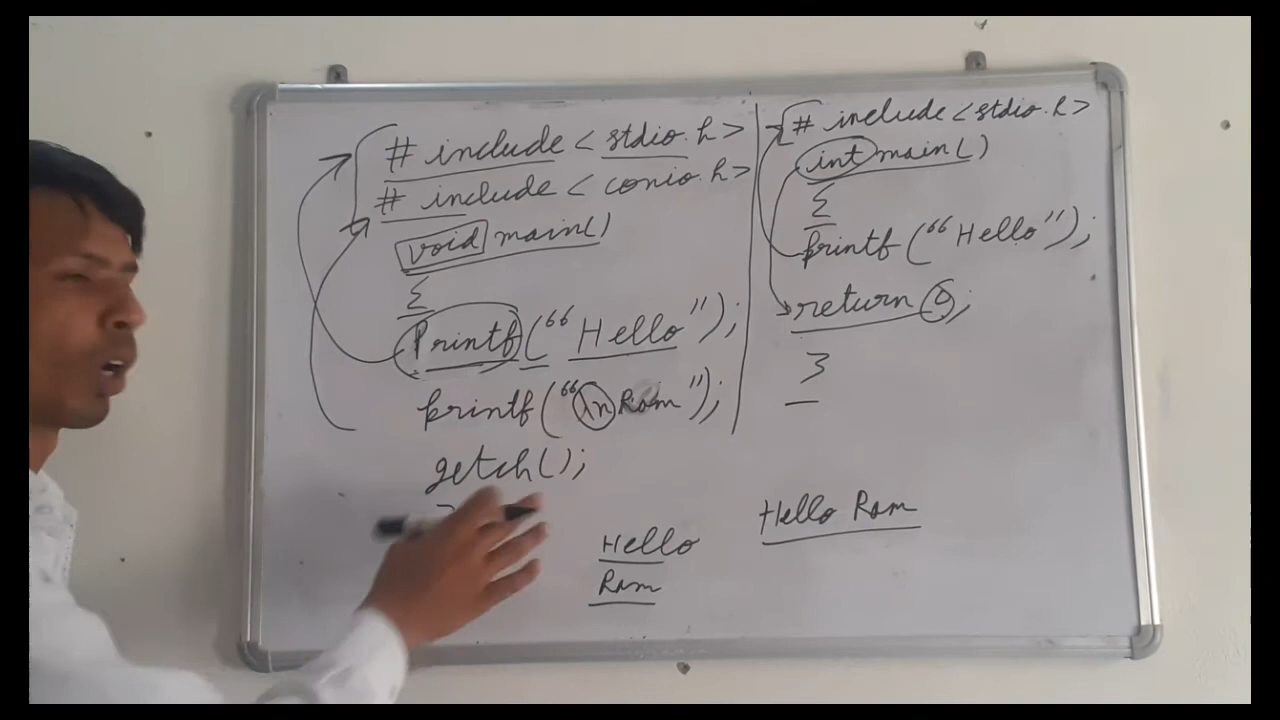 # include < stdio.h >
# include < conio.h >
void main()
{
Printf ("Hello");
printf ("\n Ram");
getch();
}
# include < stdio.h >
int main()
{
printf ("Hello");
return 0;
}
Hello
Ram
Hello Ram